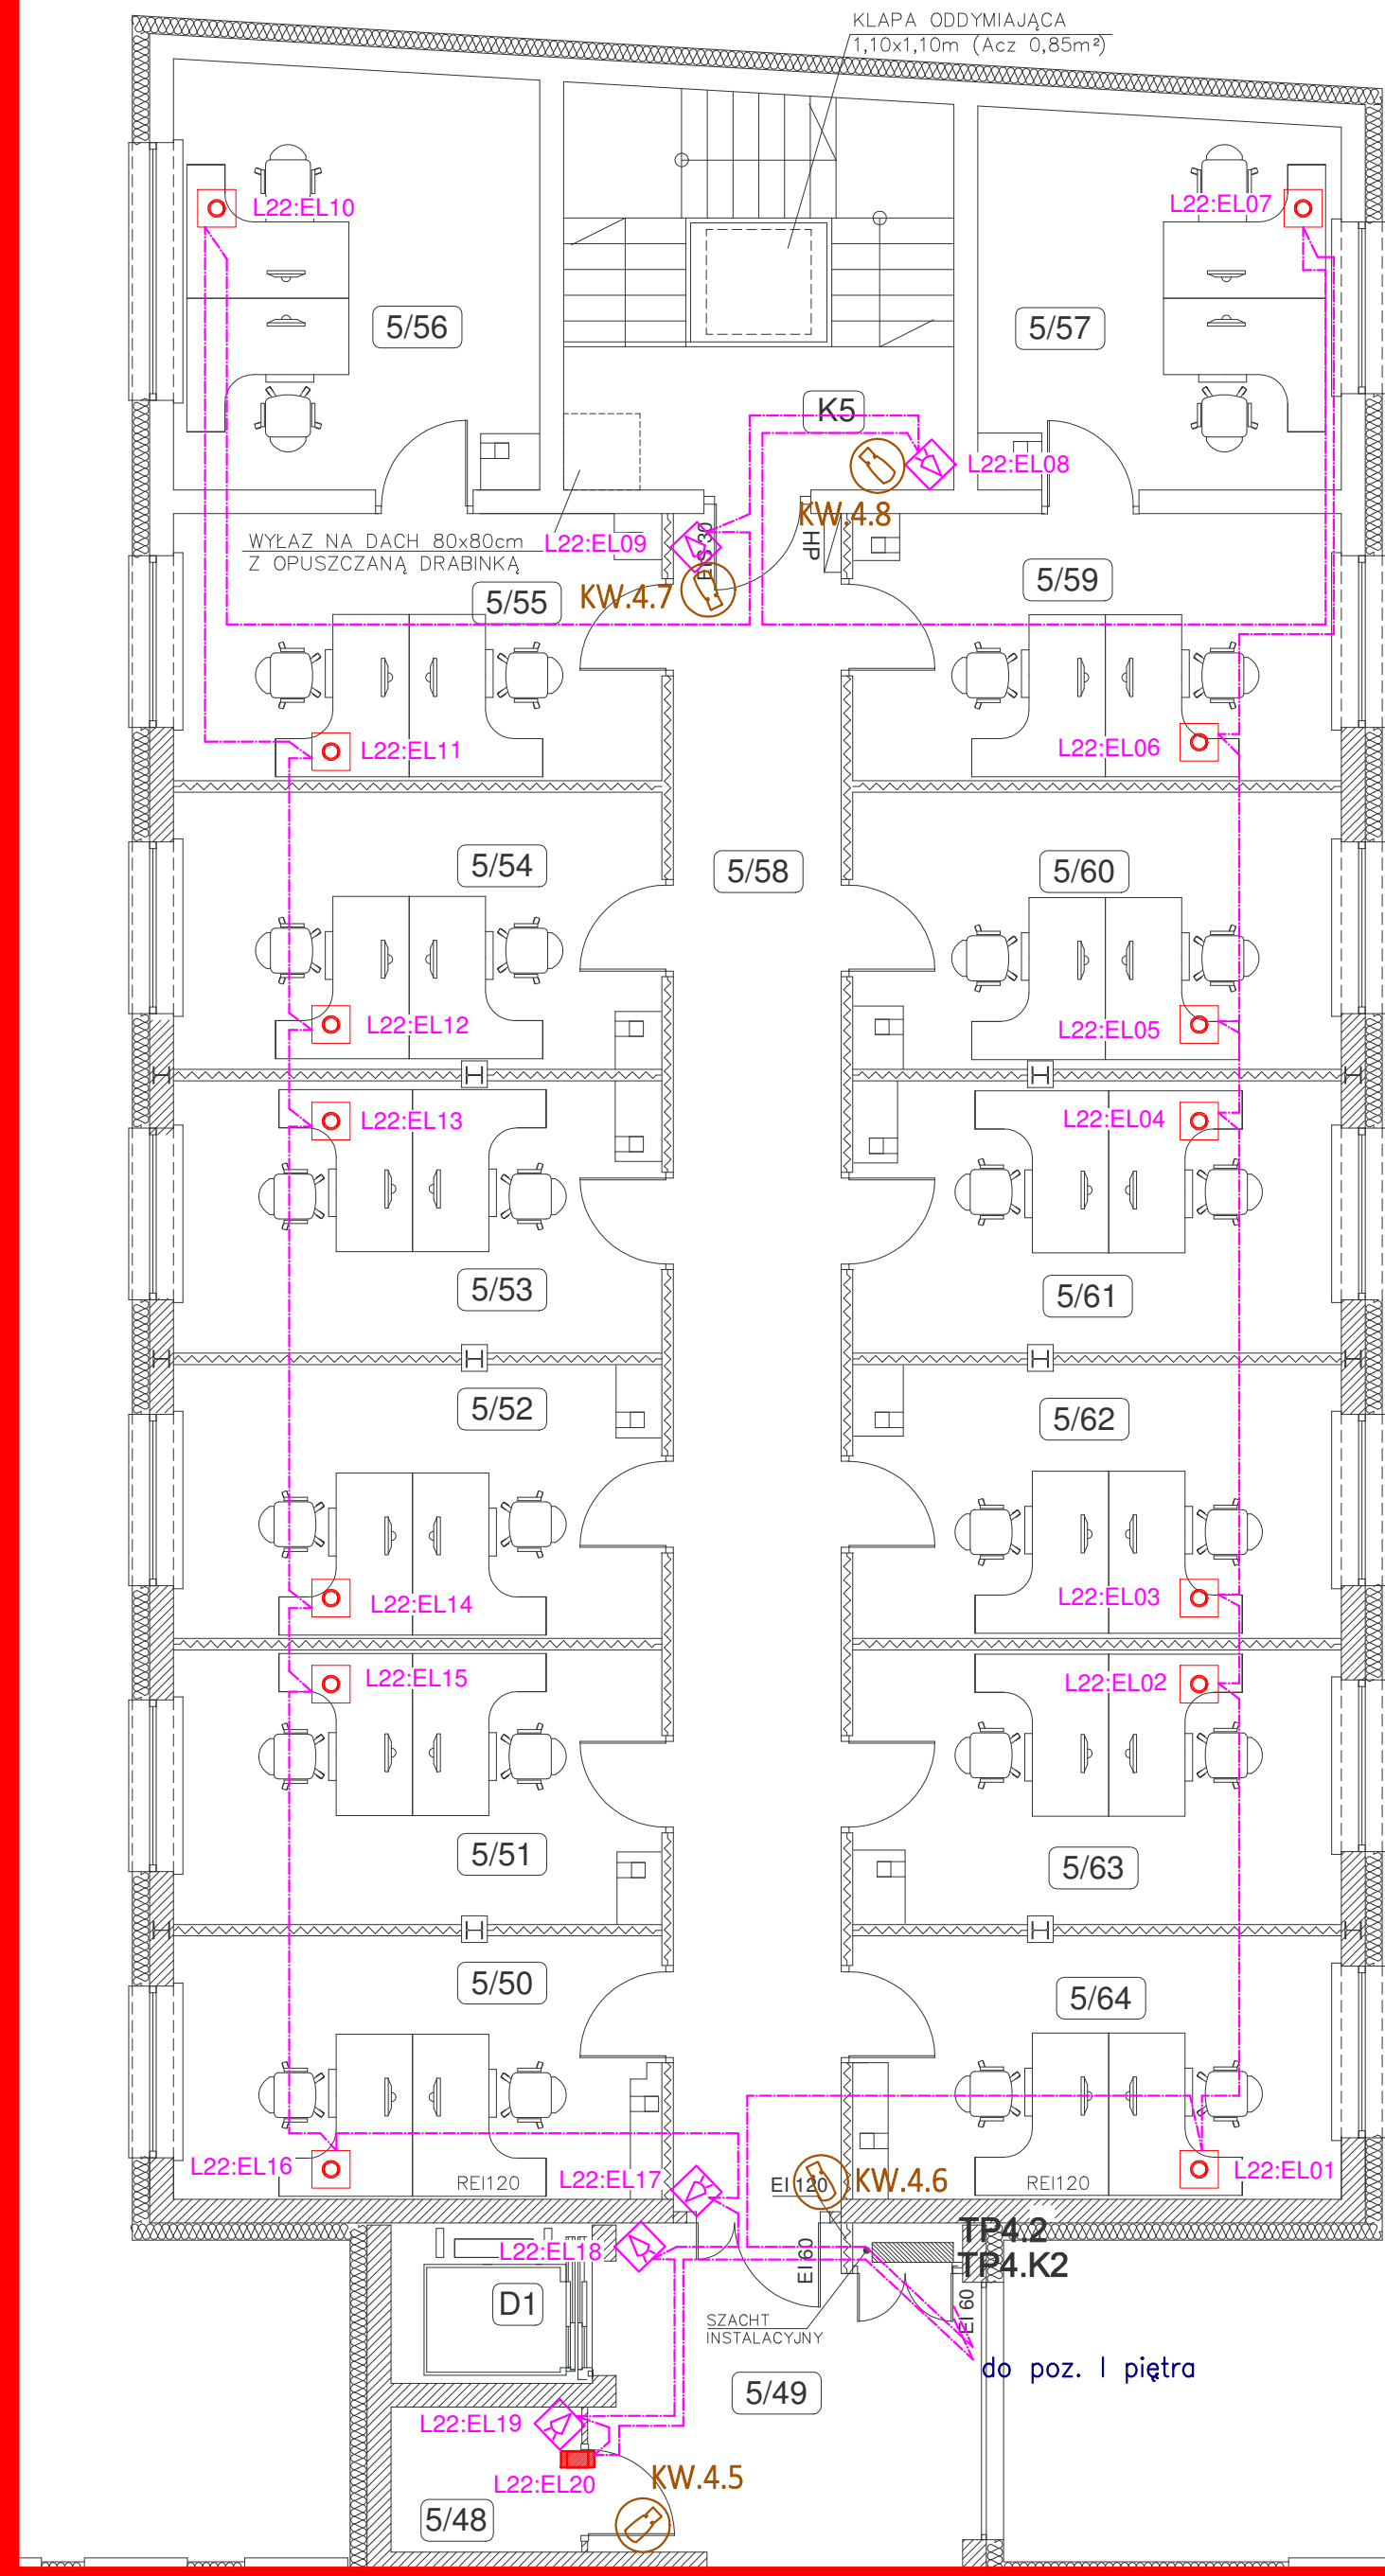 KLAPA ODDYMIAJĄCA
1,10x1,10m (Acz 0,85m²)
L22:EL10
L22:EL07
5/56
5/57
K5
L22:EL08
KW.4.8
WYŁAZ NA DACH 80x80cm
Z OPUSZCZANĄ DRABINKĄ
L22:EL09
EIS 30
HP
5/55
KW.4.7
5/59
L22:EL11
L22:EL06
5/54
5/58
5/60
L22:EL12
L22:EL05
H
H
H
H
L22:EL13
L22:EL04
5/53
5/61
H
H
H
H
5/52
5/62
L22:EL14
L22:EL03
L22:EL15
L22:EL02
5/51
5/63
H
H
H
H
5/50
5/64
L22:EL16
REI120
L22:EL17
EI 120
KW.4.6
REI120
L22:EL01
L22:EL18
EI 60
TP4.2
TP4.K2
D1
EI 60
SZACHT
INSTALACYJNY
do poz. I piętra
5/49
L22:EL19
L22:EL20
KW.4.5
5/48